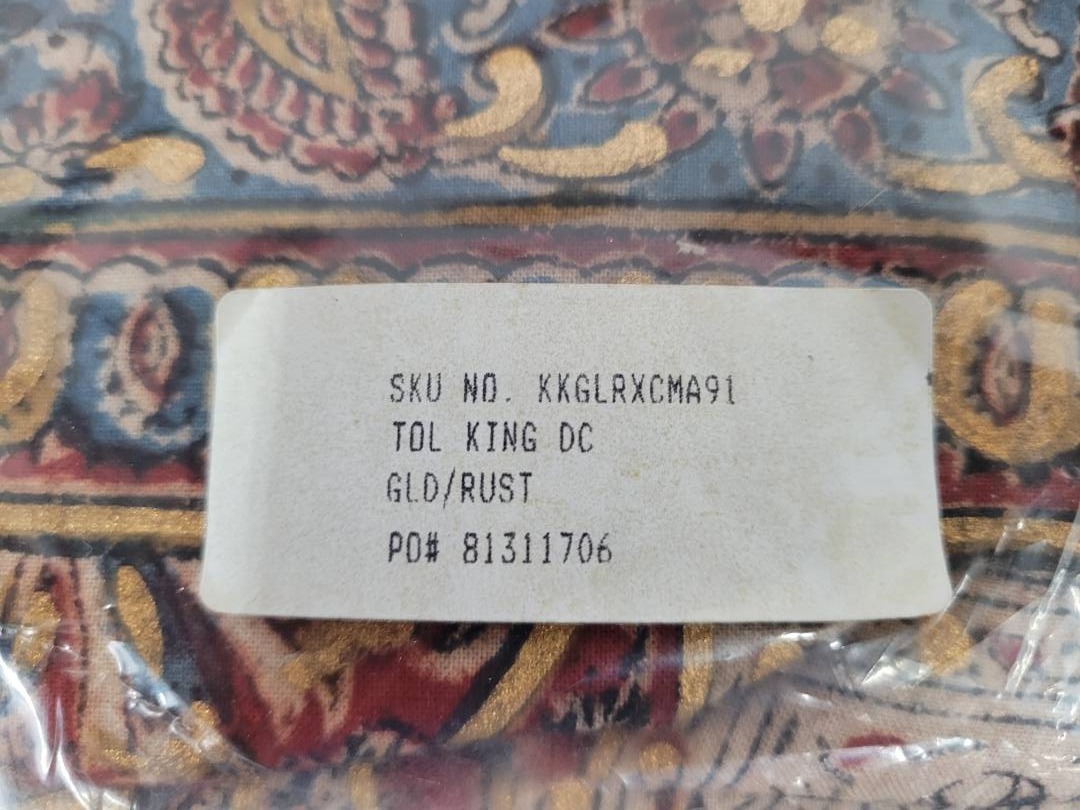 SKU NO. KKGLRXCMA91
TOL KING DC
GLD/RUST
PO# 81311706